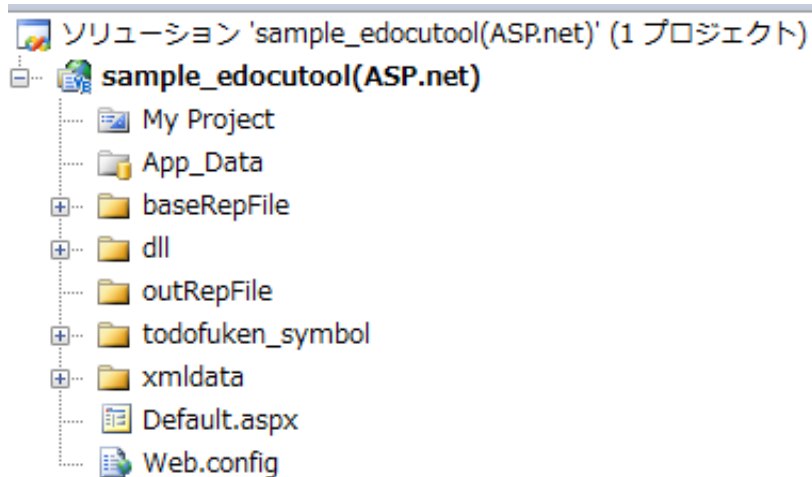 ソリューション 'sample_edocutool(ASP.net)' (1 プロジェクト)
sample_edocutool(ASP.net)
My Project
App_Data
baseRepFile
dll
outRepFile
todofuken_symbol
xmldata
Default.aspx
Web.config